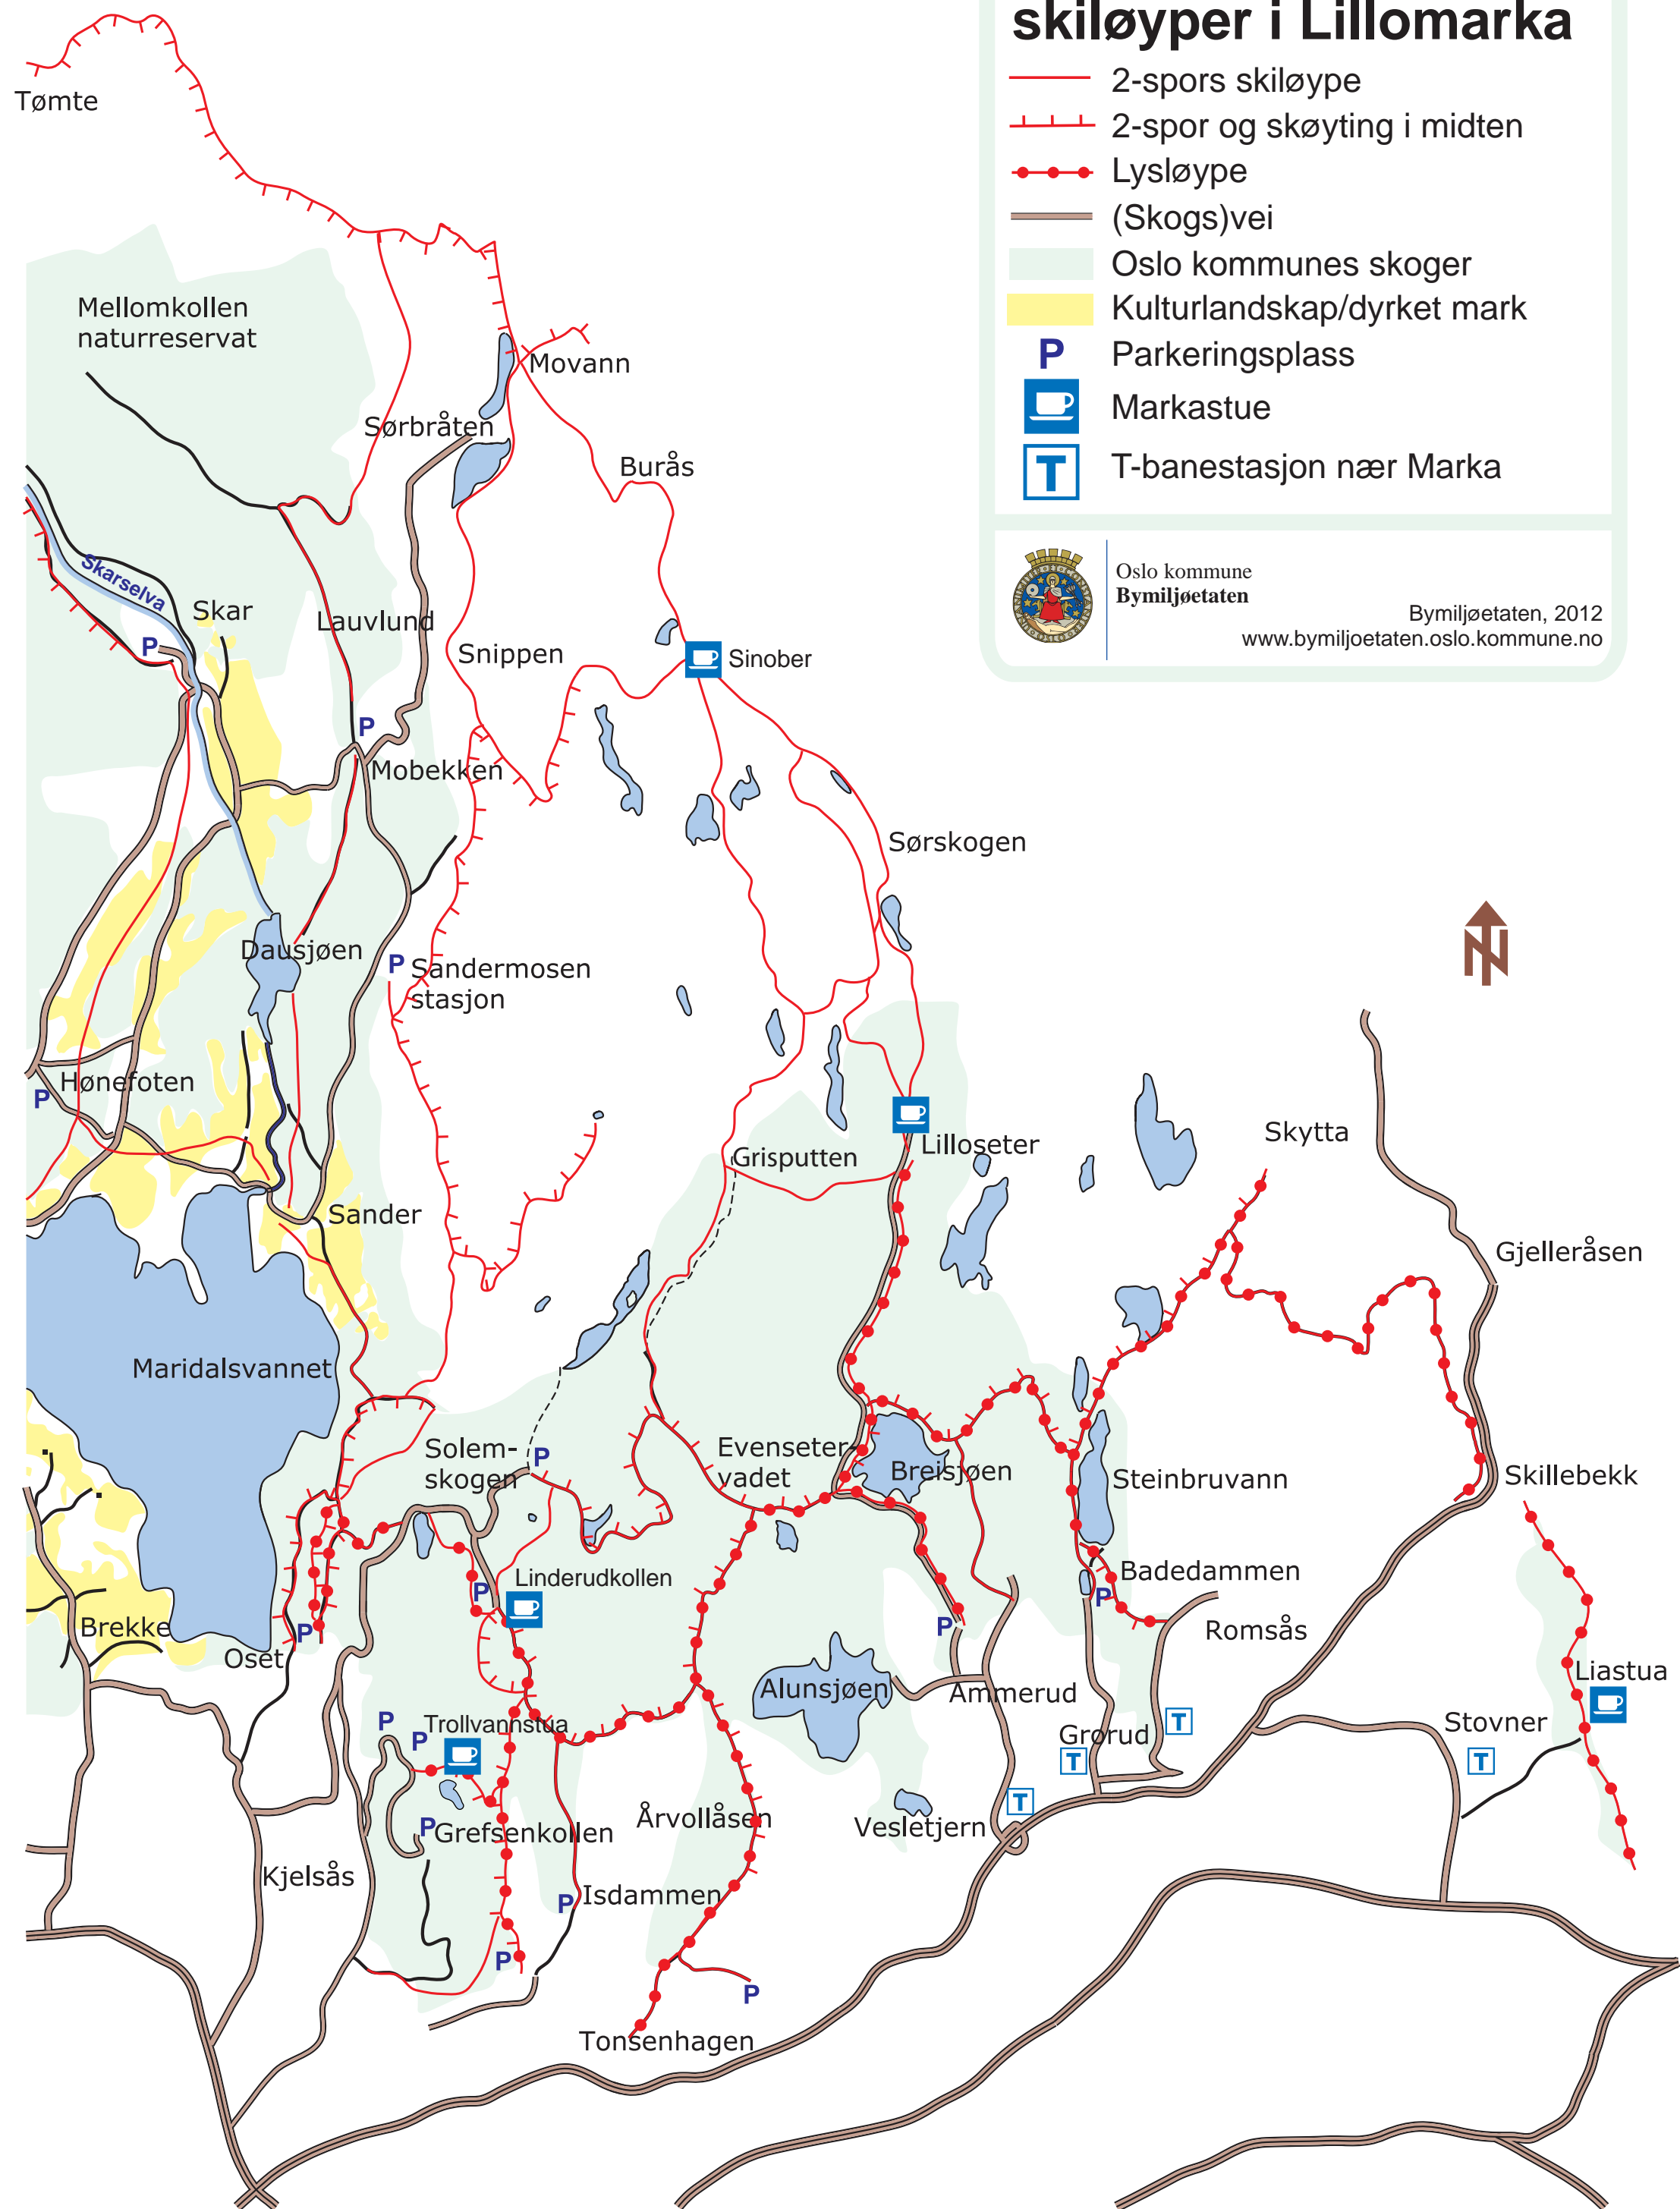 skiløyper i Lillomarka
2-spors skiløype
2-spor og skøyting i midten
Lysløype
(Skogs)vei
Oslo kommunes skoger
Kulturlandskap/dyrket mark
P
Parkeringsplass
Markastue
T
T-banestasjon nær Marka
Oslo kommune
Bymiljøetaten
Bymiljøetaten, 2012
www.bymiljoetaten.oslo.kommune.no
Tømte
Mellomkollen
naturreservat
Movann
Sørbråten
Burås
Skarselva
Skar
P
Lauvlund
Snippen
Sinober
P
Mobekken
Sørskogen
Dausjøen
P
Sandermosen
stasjon
N
Hønefoten
P
Grisputten
Lilloseter
Skytta
Sander
Gjelleråsen
Maridalsvannet
Solem-
skogen
P
Evenseter-
vadet
Breisjøen
Steinbruvann
Skillebekk
Linderudkollen
P
Badedammen
P
Brekke
Oset
P
P
Romsås
Alunsjøen
Ammerud
Liastua
Trollvannstua
P
P
Grorud
T
T
Stovner
T
T
P
Grefsenkollen
Årvollåsen
Vesletjern
Kjelsås
P
Isdammen
P
P
Tonsenhagen